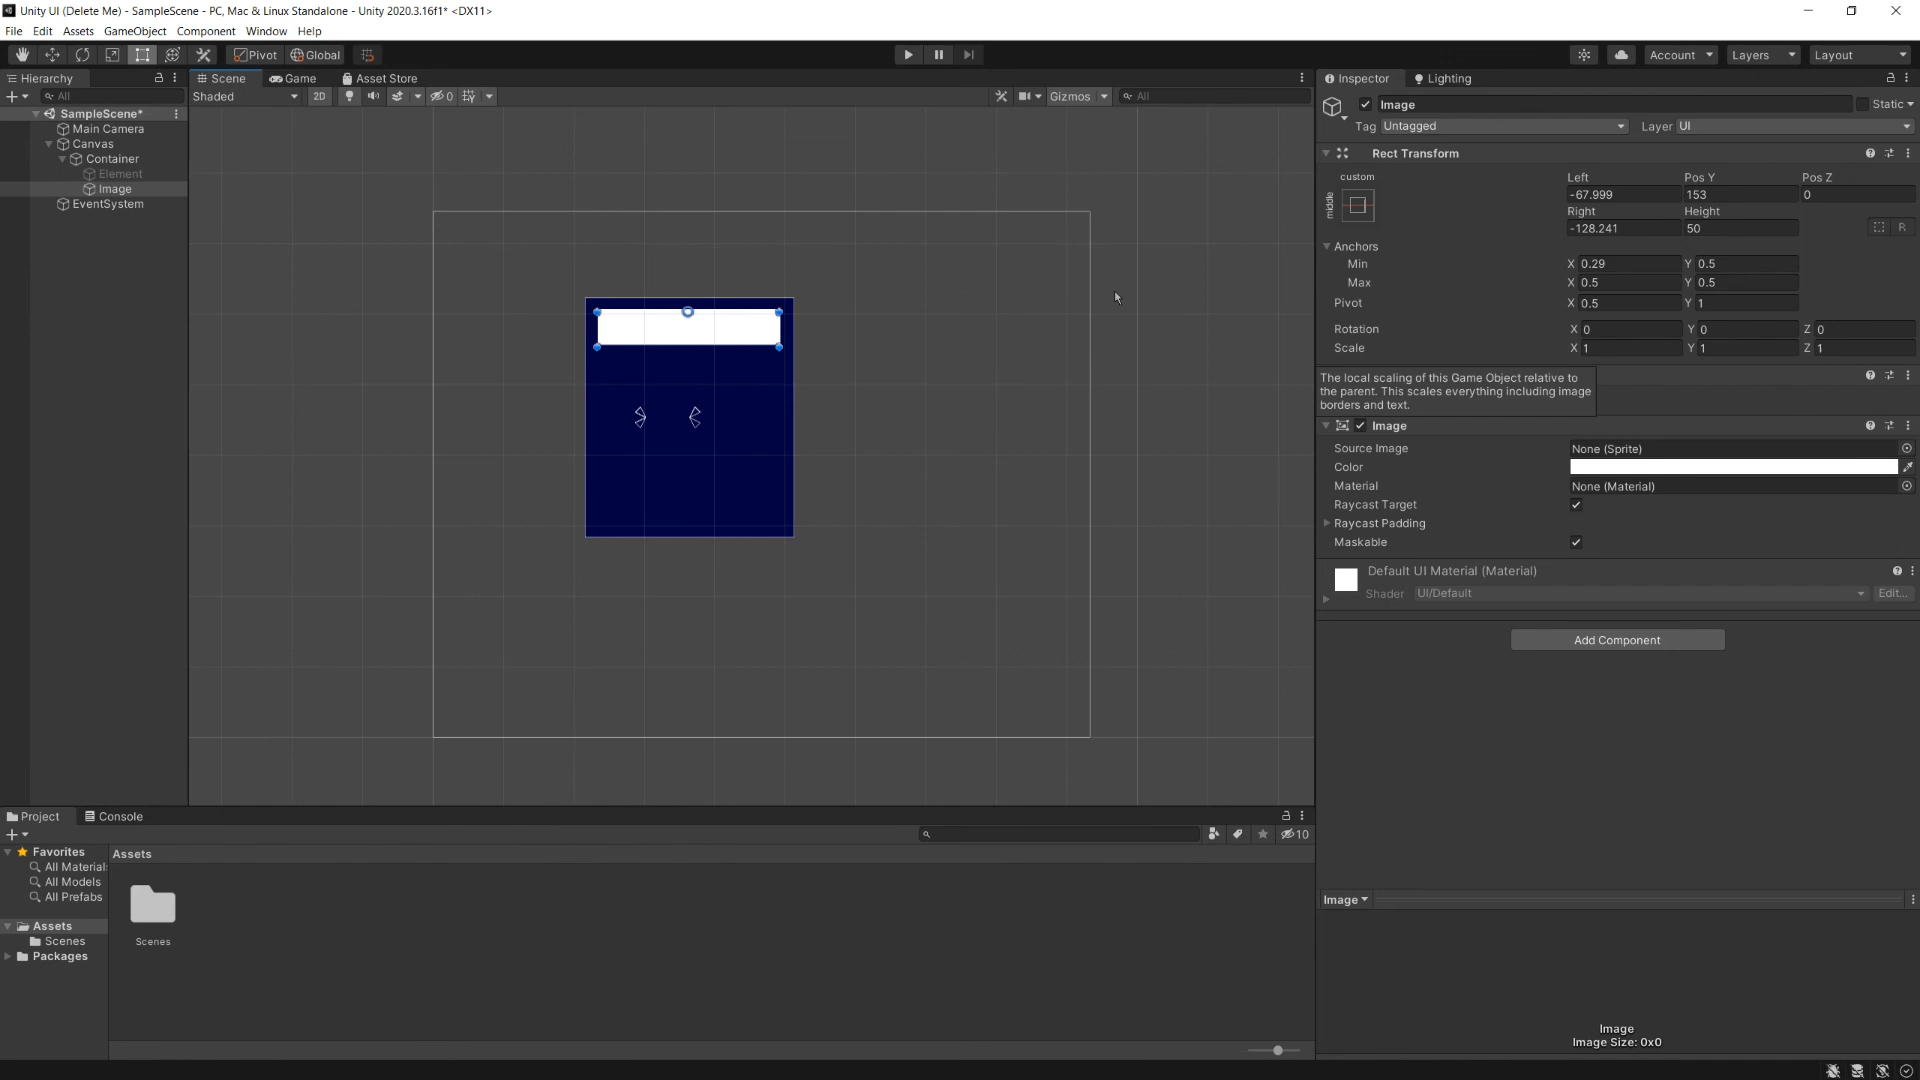 Unity UI (Delete Me) - SampleScene - PC, Mac & Linux Standalone - Unity 2020.3.16f1* <DX11>
File Edit Assets GameObject Component Window Help
Pivot Global Account Layers Layout
Hierarchy
All
SampleScene*
Main Camera
Canvas
Container
Element
Image
EventSystem
Scene Game Asset Store
Shaded 2D 0 Gizmos All
Inspector Lighting
Image Static
Tag Untagged Layer UI
Rect Transform
custom
middle
Left Pos Y Pos Z
-67.999 153 0
Right Height
-128.241 50
R
Anchors
Min X 0.29 Y 0.5
Max X 0.5 Y 0.5
Pivot X 0.5 Y 1
Rotation X 0 Y 0 Z 0
Scale X 1 Y 1 Z 1
The local scaling of this Game Object relative to
the parent. This scales everything including image
borders and text.
Image
Source Image None (Sprite)
Color
Material None (Material)
Raycast Target
Raycast Padding
Maskable
Default UI Material (Material)
Shader UI/Default Edit...
Add Component
Image
Image
Image Size: 0x0
Project Console
10
Favorites
All Materials
All Models
All Prefabs
Assets
Scenes
Packages
Assets
Scenes